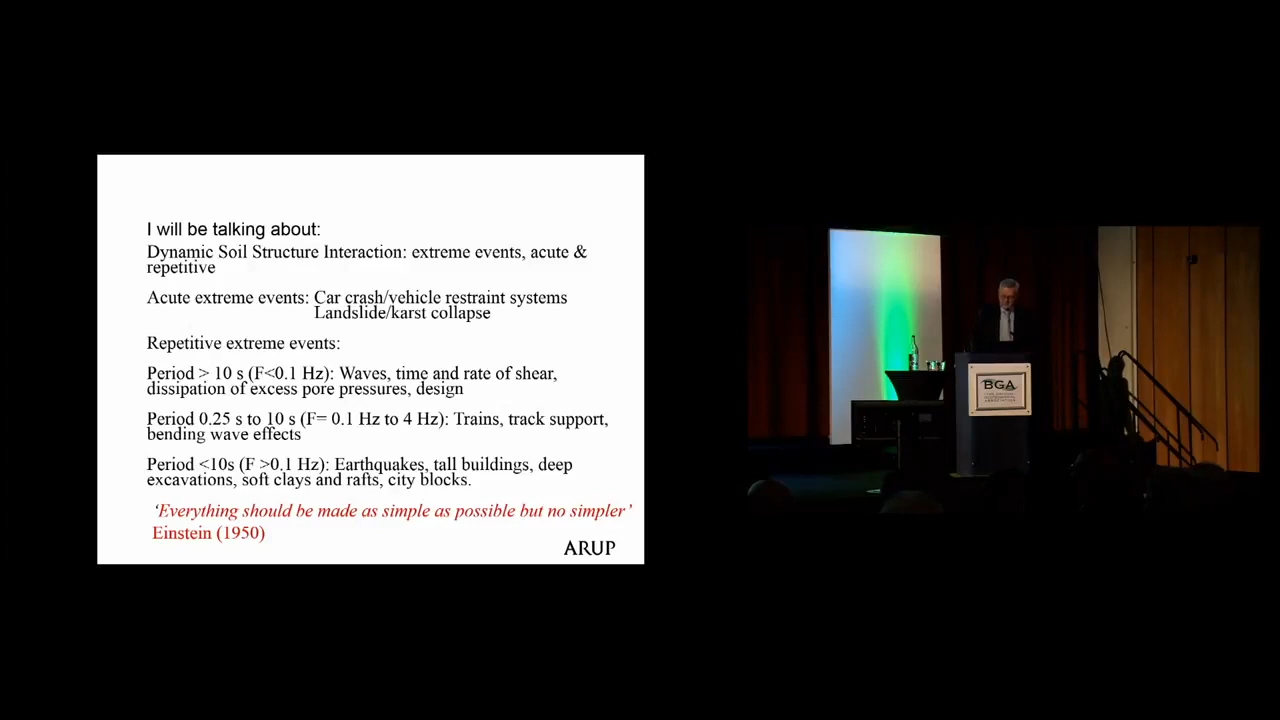 I will be talking about:
Dynamic Soil Structure Interaction: extreme events, acute &
repetitive
Acute extreme events: Car crash/vehicle restraint systems
Landslide/karst collapse
Repetitive extreme events:
Period > 10 s (F<0.1 Hz): Waves, time and rate of shear,
dissipation of excess pore pressures, design
Period 0.25 s to 10 s (F= 0.1 Hz to 4 Hz): Trains, track support,
bending wave effects
Period <10s (F >0.1 Hz): Earthquakes, tall buildings, deep
excavations, soft clays and rafts, city blocks.
‘Everything should be made as simple as possible but no simpler’
Einstein (1950)
ARUP
BGA